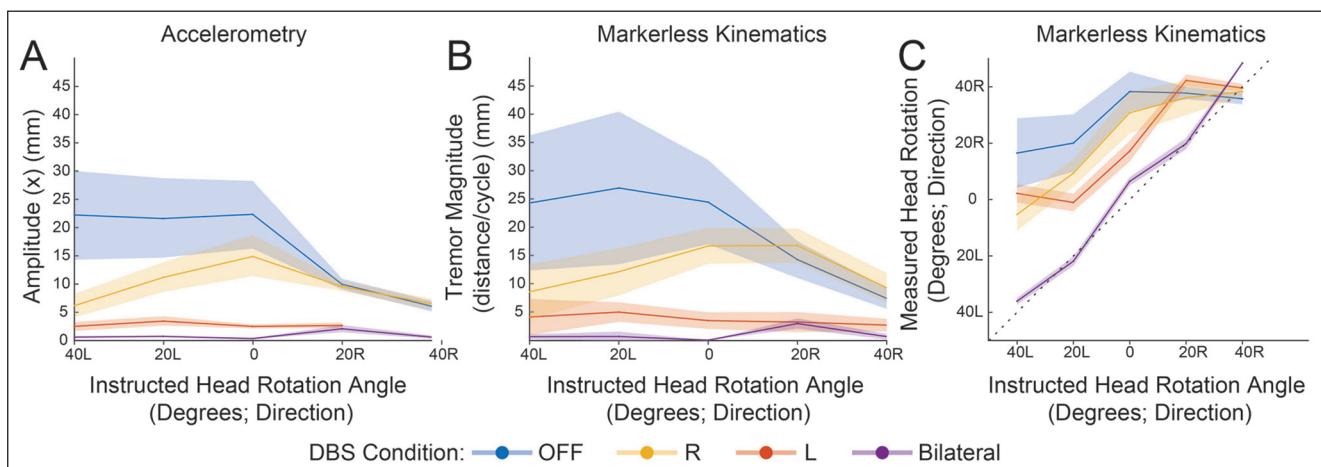 Accelerometry
Markerless Kinematics
Markerless Kinematics
A
B
C
Amplitude (x) (mm)
45
40
35
30
25
20
15
10
5
0
40L 20L 0 20R 40R
Instructed Head Rotation Angle
(Degrees; Direction)
Tremor Magnitude
(distance/cycle) (mm)
45
40
35
30
25
20
15
10
5
0
40L 20L 0 20R 40R
Instructed Head Rotation Angle
(Degrees; Direction)
Measured Head Rotation
(Degrees; Direction)
40R
20R
0
20L
40L
40L 20L 0 20R 40R
Instructed Head Rotation Angle
(Degrees; Direction)
DBS Condition: OFF R L Bilateral